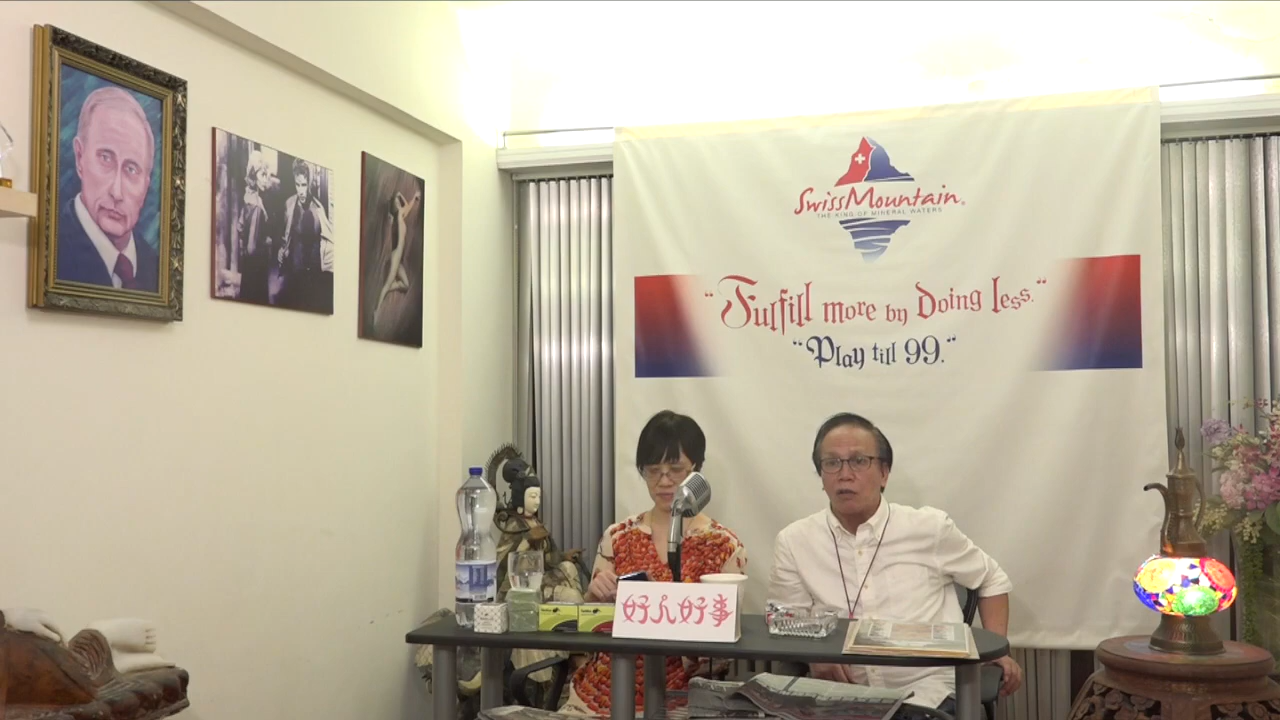 SwissMountain®
THE KING OF MINERAL WATERS
"Fulfill more by Doing less."
"Play till 99."
好人好事